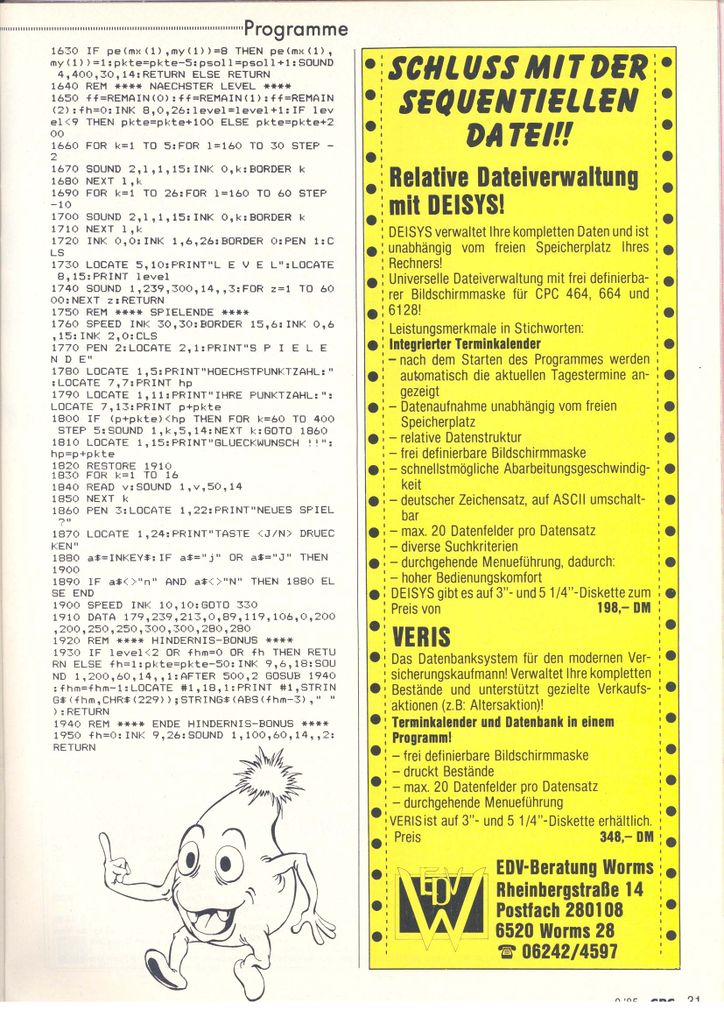 Programme
1630 IF pe(mx(1),my(1))=8 THEN pe(mx(1),
my(1))=1:pkte=pkte-5:psoll=psoll+1:SOUND
4,400,30,14:RETURN ELSE RETURN
1640 REM **** NAECHSTER LEVEL ****
1650 ff=REMAIN(0):ff=REMAIN(1):ff=REMAIN
(2):fh=0:INK 8,0,26:level=level+1:IF lev
el<9 THEN pkte=pkte+100 ELSE pkte=pkte+2
00
1660 FOR k=1 TO 5:FOR l=160 TO 30 STEP -
2
1670 SOUND 2,l,1,15:INK 0,k:BORDER k
1680 NEXT l,k
1690 FOR k=1 TO 26:FOR l=160 TO 60 STEP
-10
1700 SOUND 2,l,1,15:INK 0,k:BORDER k
1710 NEXT l,k
1720 INK 0,0:INK 1,6,26:BORDER 0:PEN 1:C
LS
1730 LOCATE 5,10:PRINT"L E V E L":LOCATE
8,15:PRINT level
1740 SOUND 1,239,300,14,,3:FOR z=1 TO 60
00:NEXT z:RETURN
1750 REM **** SPIELENDE ****
1760 SPEED INK 30,30:BORDER 15,6:INK 0,6
,15:INK 2,0:CLS
1770 PEN 2:LOCATE 2,1:PRINT"S P I E L E
N D E"
1780 LOCATE 1,5:PRINT"HOECHSTPUNKTZAHL:"
:LOCATE 7,7:PRINT hp
1790 LOCATE 1,11:PRINT"IHRE PUNKTZAHL:":
LOCATE 7,13:PRINT p+pkte
1800 IF (p+pkte)<hp THEN FOR k=60 TO 400
STEP 5:SOUND 1,k,5,14:NEXT k:GOTO 1860
1810 LOCATE 1,15:PRINT"GLUECKWUNSCH !!":
hp=p+pkte
1820 RESTORE 1910
1830 FOR k=1 TO 16
1840 READ v:SOUND 1,v,50,14
1850 NEXT k
1860 PEN 3:LOCATE 1,22:PRINT"NEUES SPIEL
?"
1870 LOCATE 1,24:PRINT"TASTE <J/N> DRUEC
KEN"
1880 a$=INKEY$:IF a$="j" OR a$="J" THEN
1900
1890 IF a$<>"n" AND a$<>"N" THEN 1880 EL
SE END
1900 SPEED INK 10,10:GOTO 330
1910 DATA 179,239,213,0,89,119,106,0,200
,200,250,250,300,300,280,280
1920 REM **** HINDERNIS-BONUS ****
1930 IF level<2 OR fhm=0 OR fh THEN RETU
RN ELSE fh=1:pkte=pkte-50:INK 9,6,18:SOU
ND 1,200,60,14,,1:AFTER 500,2 GOSUB 1940
:fhm=fhm-1:LOCATE #1,18,1:PRINT #1,STRIN
G$(fhm,CHR$(229));STRING$(ABS(fhm-3)," "
):RETURN
1940 REM **** ENDE HINDERNIS-BONUS ****
1950 fh=0:INK 9,26:SOUND 1,100,60,14,,2:
RETURN
SCHLUSS MIT DER
SEQUENTIELLEN
DATEI!!
Relative Dateiverwaltung
mit DEISYS!
DEISYS verwaltet Ihre kompletten Daten und ist
unabhängig vom freien Speicherplatz Ihres
Rechners!
Universelle Dateiverwaltung mit frei definierba-
rer Bildschirmmaske für CPC 464, 664 und
6128!
Leistungsmerkmale in Stichworten:
Integrierter Terminkalender
– nach dem Starten des Programmes werden
automatisch die aktuellen Tagestermine an-
gezeigt
– Datenaufnahme unabhängig vom freien
Speicherplatz
– relative Datenstruktur
– frei definierbare Bildschirmmaske
– schnellstmögliche Abarbeitungsgeschwindig-
keit
– deutscher Zeichensatz, auf ASCII umschalt-
bar
– max. 20 Datenfelder pro Datensatz
– diverse Suchkriterien
– durchgehende Menueführung, dadurch:
– hoher Bedienungskomfort
DEISYS gibt es auf 3"- und 5 1/4"-Diskette zum
Preis von 198,– DM
VERIS
Das Datenbanksystem für den modernen Ver-
sicherungskaufmann! Verwaltet Ihre kompletten
Bestände und unterstützt gezielte Verkaufs-
aktionen (z.B: Altersaktion)!
Terminkalender und Datenbank in einem
Programm!
– frei definierbare Bildschirmmaske
– druckt Bestände
– max. 20 Datenfelder pro Datensatz
– durchgehende Menueführung
VERIS ist auf 3"- und 5 1/4"-Diskette erhältlich.
Preis 348,– DM
EDV
W
EDV-Beratung Worms
Rheinbergstraße 14
Postfach 280108
6520 Worms 28
☎ 06242/4597